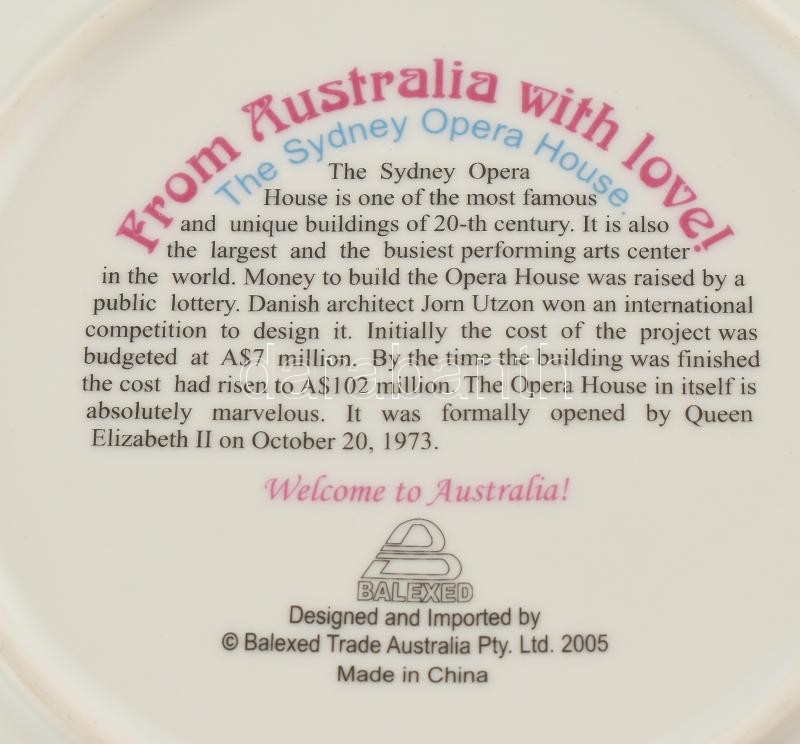 From Australia with love!
The Sydney Opera House.
The Sydney Opera
House is one of the most famous
and unique buildings of 20-th century. It is also
the largest and the busiest performing arts center
in the world. Money to build the Opera House was raised by a
public lottery. Danish architect Jorn Utzon won an international
competition to design it. Initially the cost of the project was
budgeted at A$7 million. By the time the building was finished
the cost had risen to A$102 million. The Opera House in itself is
absolutely marvelous. It was formally opened by Queen
Elizabeth II on October 20, 1973.
darabanth
Welcome to Australia!
BALEXED
Designed and Imported by
© Balexed Trade Australia Pty. Ltd. 2005
Made in China